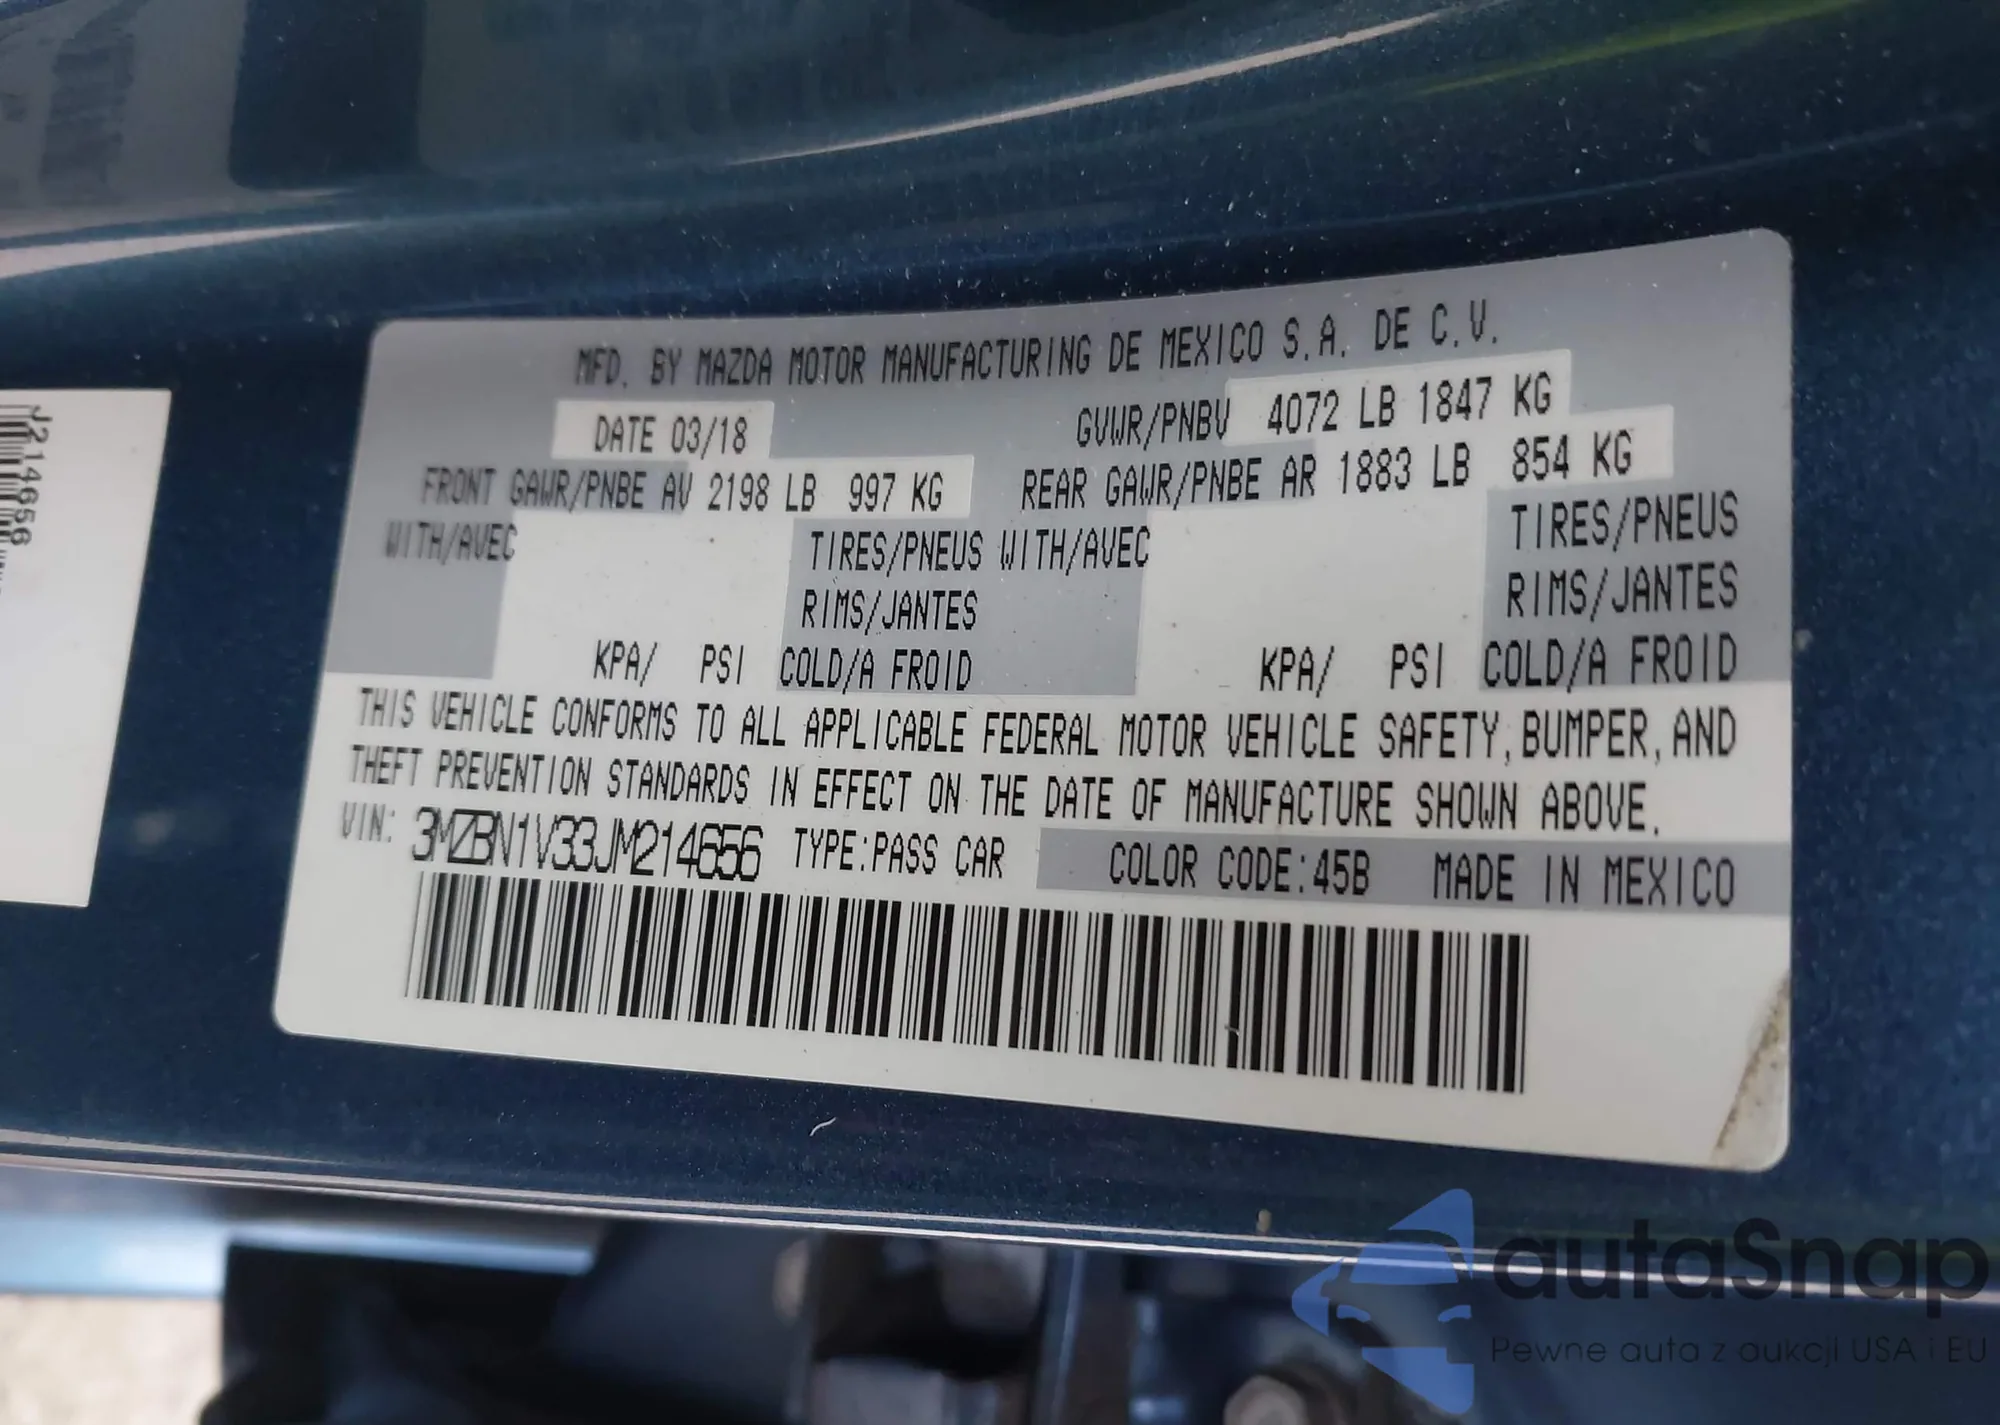 J214656
MFD. BY MAZDA MOTOR MANUFACTURING DE MEXICO S.A. DE C.V.
DATE 03/18 GVWR/PNBV 4072 LB 1847 KG
FRONT GAWR/PNBE AV 2198 LB 997 KG REAR GAWR/PNBE AR 1883 LB 854 KG
WITH/AVEC TIRES/PNEUS WITH/AVEC TIRES/PNEUS
RIMS/JANTES RIMS/JANTES
KPA/ PSI COLD/A FROID KPA/ PSI COLD/A FROID
THIS VEHICLE CONFORMS TO ALL APPLICABLE FEDERAL MOTOR VEHICLE SAFETY, BUMPER, AND
THEFT PREVENTION STANDARDS IN EFFECT ON THE DATE OF MANUFACTURE SHOWN ABOVE.
VIN: 3MZBN1V33JM214656 TYPE:PASS CAR COLOR CODE:45B MADE IN MEXICO
autaSnap
Pewne auta z aukcji USA i EU